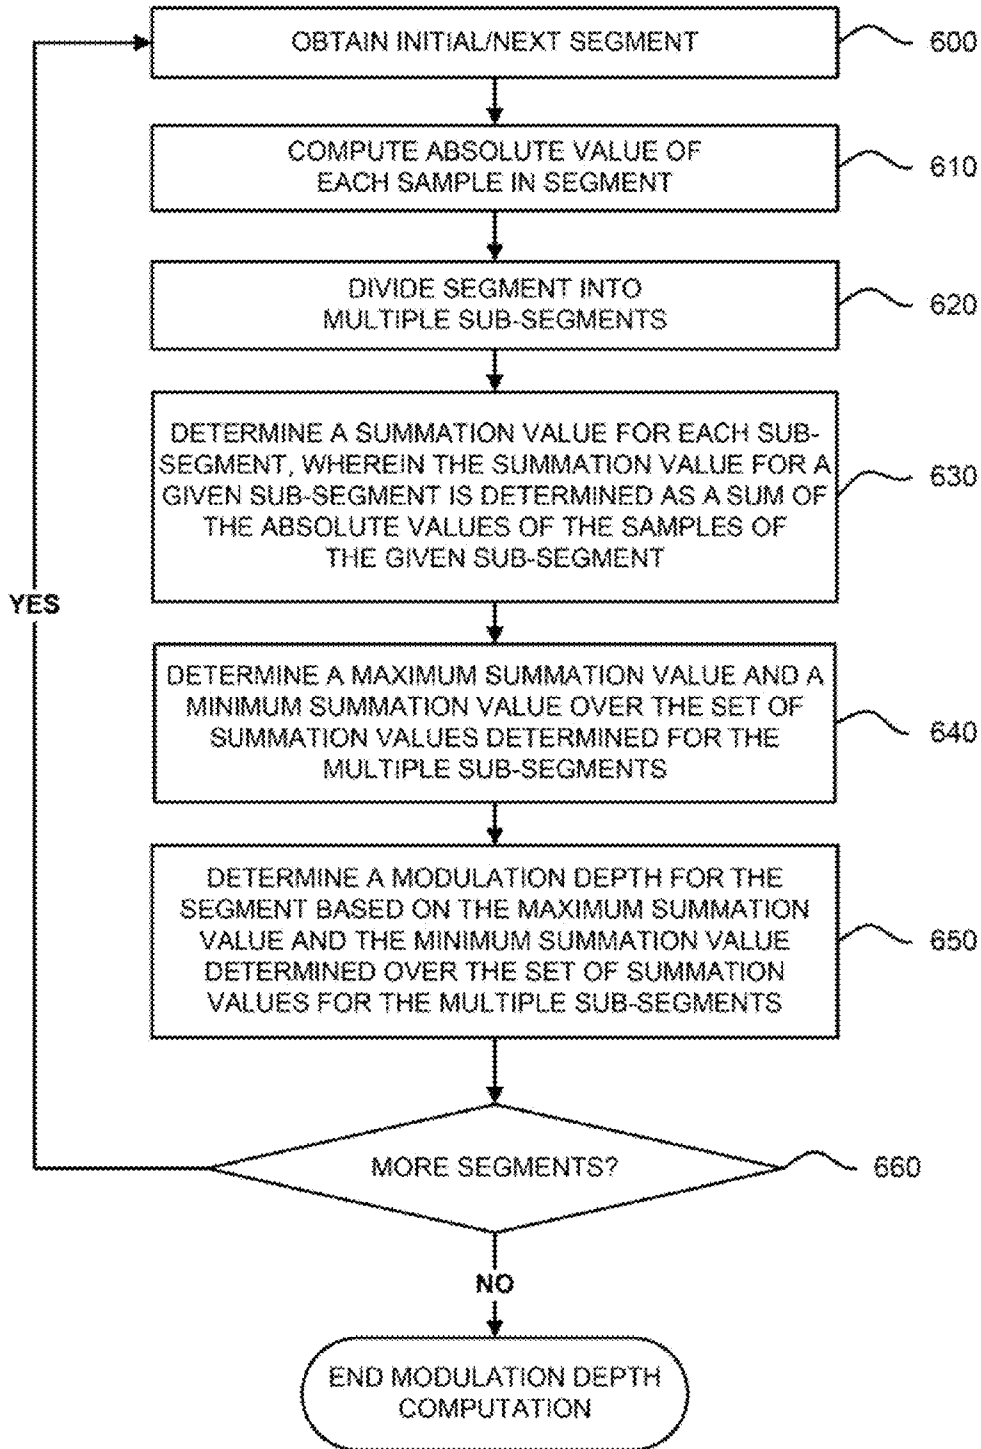 OBTAIN INITIAL/NEXT SEGMENT
600
COMPUTE ABSOLUTE VALUE OF
EACH SAMPLE IN SEGMENT
610
DIVIDE SEGMENT INTO
MULTIPLE SUB-SEGMENTS
620
DETERMINE A SUMMATION VALUE FOR EACH SUB-
SEGMENT, WHEREIN THE SUMMATION VALUE FOR A
GIVEN SUB-SEGMENT IS DETERMINED AS A SUM OF
THE ABSOLUTE VALUES OF THE SAMPLES OF
THE GIVEN SUB-SEGMENT
630
YES
DETERMINE A MAXIMUM SUMMATION VALUE AND A
MINIMUM SUMMATION VALUE OVER THE SET OF
SUMMATION VALUES DETERMINED FOR THE
MULTIPLE SUB-SEGMENTS
640
DETERMINE A MODULATION DEPTH FOR THE
SEGMENT BASED ON THE MAXIMUM SUMMATION
VALUE AND THE MINIMUM SUMMATION VALUE
DETERMINED OVER THE SET OF SUMMATION
VALUES FOR THE MULTIPLE SUB-SEGMENTS
650
MORE SEGMENTS?
660
NO
END MODULATION DEPTH
COMPUTATION